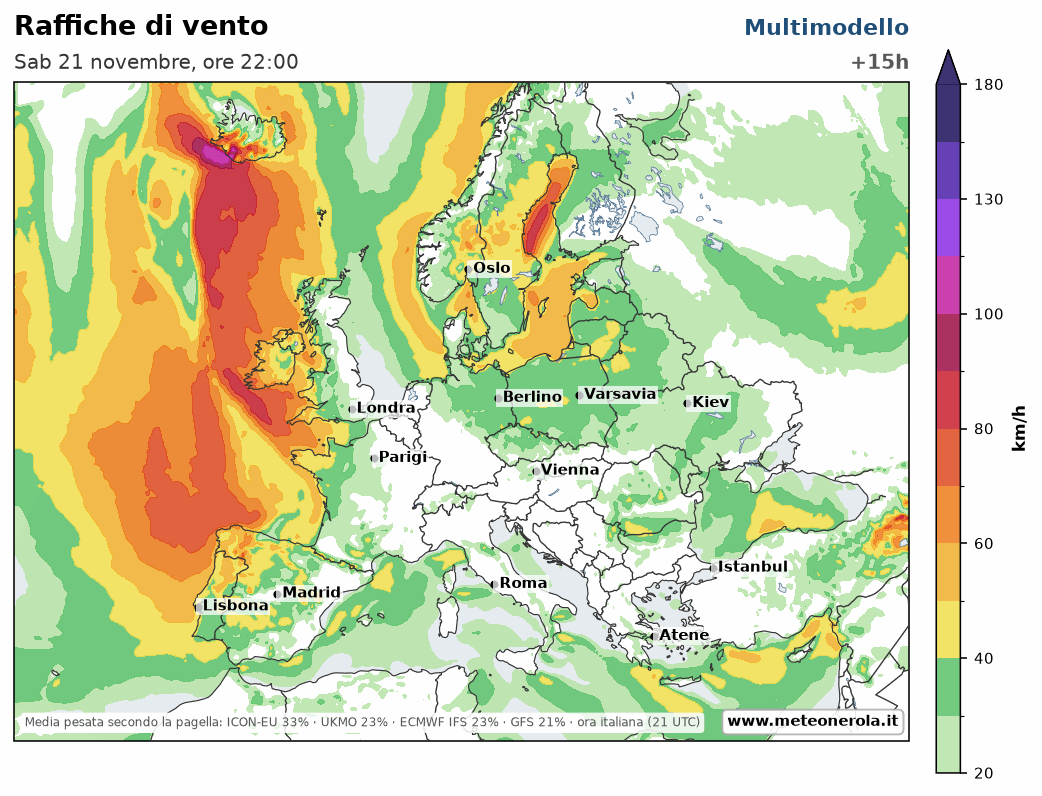 Raffiche di vento
Multimodello
Sab 21 novembre, ore 22:00
+15h
180
130
100
80
60
40
20
km/h
Oslo
Berlino
Varsavia
Kiev
Londra
Parigi
Vienna
Istanbul
Roma
Madrid
Lisbona
Atene
Media pesata secondo la pagella: ICON-EU 33% · UKMO 23% · ECMWF IFS 23% · GFS 21% · ora italiana (21 UTC)
www.meteonerola.it